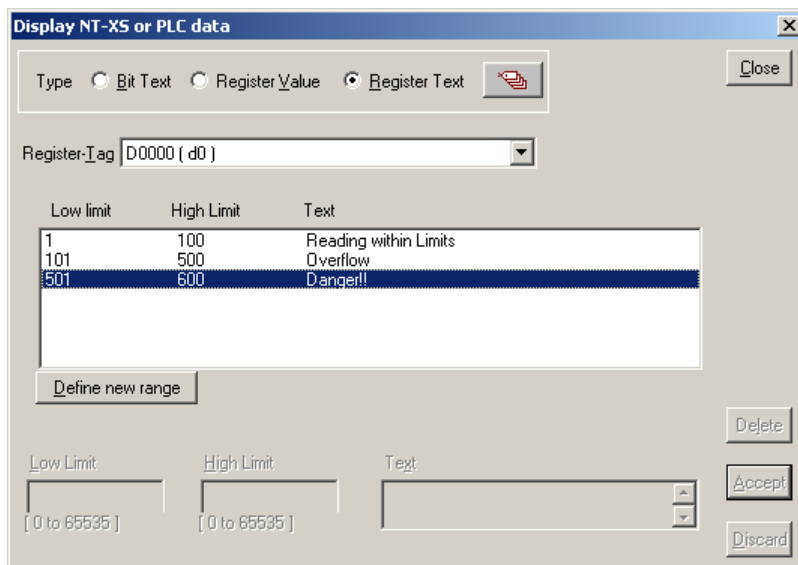 Display NT-XS or PLC data
Type Bit Text Register Value Register Text
Close
Register-Tag D0000 ( d0 )
Low limit High Limit Text
1 100 Reading within Limits
101 500 Overflow
501 600 Danger!!
Define new range
Delete
Low Limit High Limit Text
Accept
[ 0 to 65535 ] [ 0 to 65535 ]
Discard